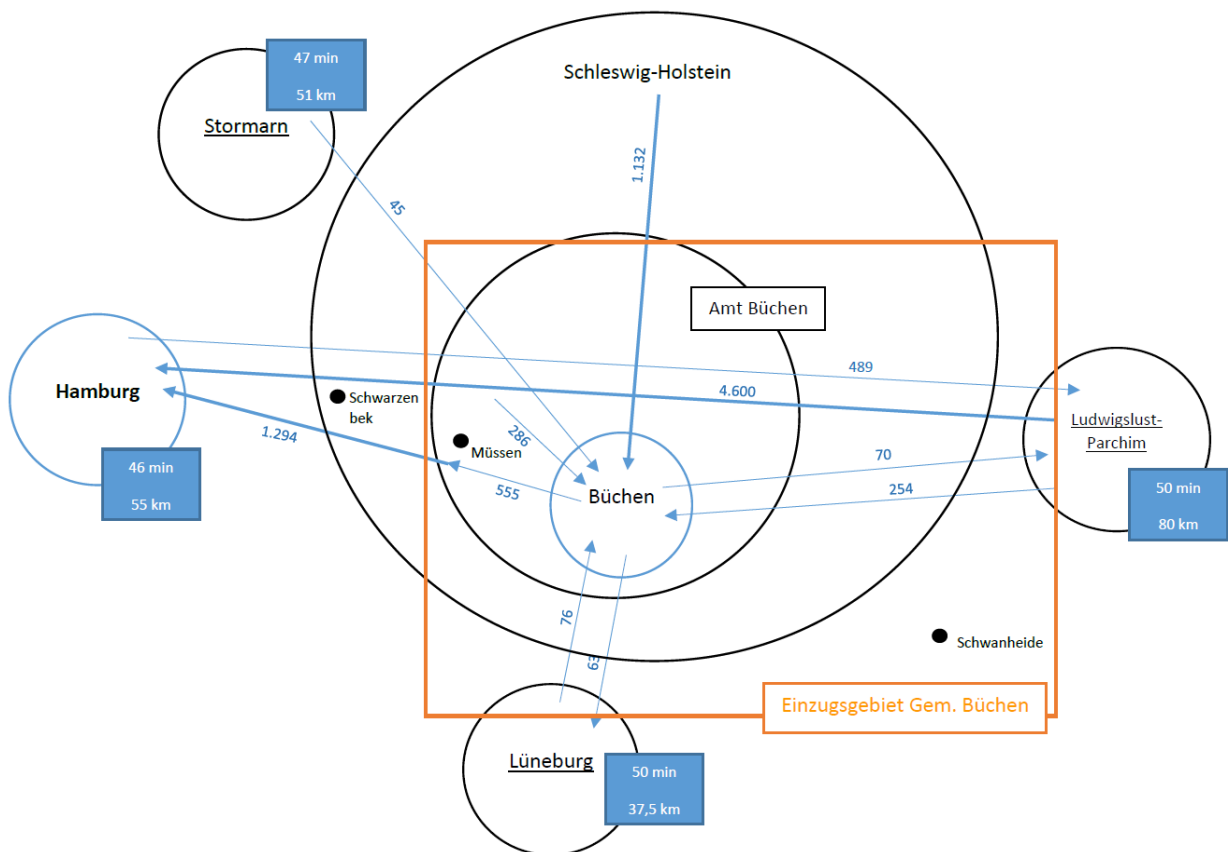 47 min
51 km
Stormarn
Schleswig-Holstein
1.132
45
Amt Büchen
489
4.600
Hamburg
46 min
55 km
Schwarzen
bek
1.294
Müssen
286
555
Büchen
70
254
Ludwigslust-
Parchim
50 min
80 km
76
63
Schwanheide
Einzugsgebiet Gem. Büchen
Lüneburg
50 min
37,5 km